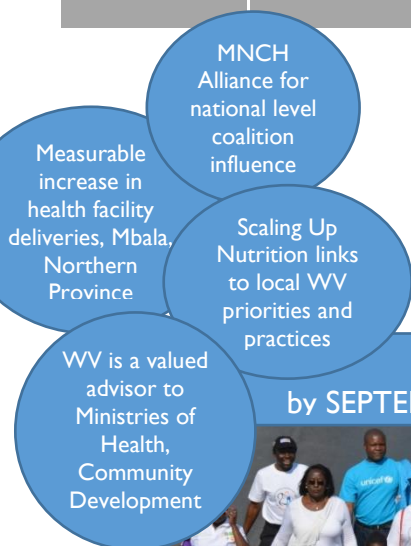 MNCH
Alliance for
national level
coalition
influence
Measurable
increase in
health facility
deliveries, Mbala,
Northern
Province
Scaling Up
Nutrition links
to local WV
priorities and
practices
WV is a valued
advisor to
Ministries of
Health,
Community
Development
by SEPTE
unicef